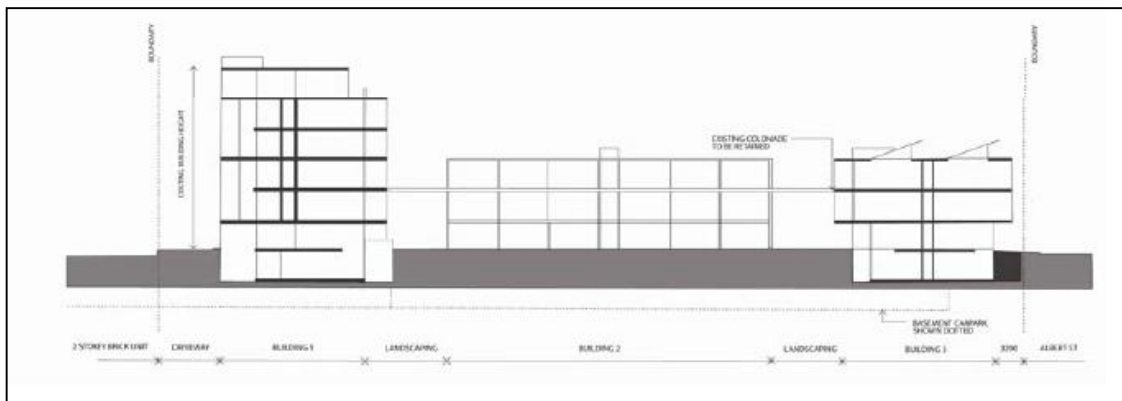 BOUNDARY
BOUNDARY
EXISTING BUILDING HEIGHT
EXISTING COLONNADE
TO BE RETAINED
BASEMENT CARPARK
SHOWN DOTTED
2 STOREY BRICK UNIT
DRIVEWAY
BUILDING 3
LANDSCAPING
BUILDING 2
LANDSCAPING
BUILDING 1
ALBERT ST